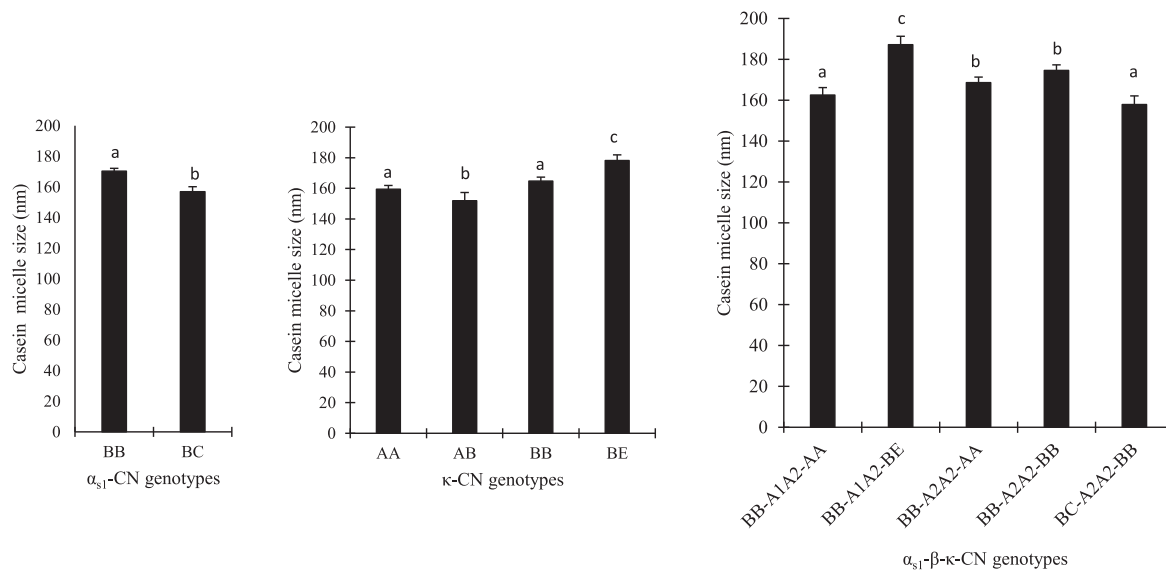 Casein micelle size (nm)
200
180
160
140
120
100
80
60
40
20
0
a
b
BB
BC
αs1-CN genotypes
Casein micelle size (nm)
200
180
160
140
120
100
80
60
40
20
0
a
b
a
c
AA
AB
BB
BE
κ-CN genotypes
Casein micelle size (nm)
200
180
160
140
120
100
80
60
40
20
0
a
c
b
b
a
BB-A1A2-AA
BB-A1A2-BE
BB-A2A2-AA
BB-A2A2-BB
BC-A2A2-BB
αs1-β-κ-CN genotypes